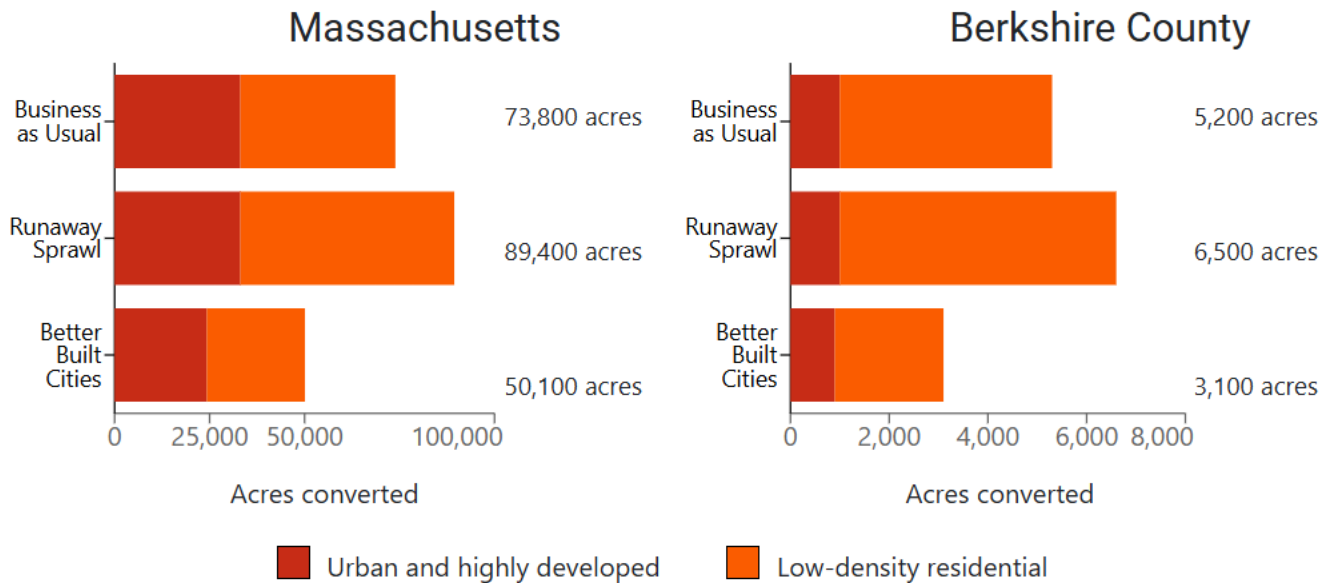 Massachusetts
Business
as Usual
73,800 acres
Runaway
Sprawl
89,400 acres
Better
Built
Cities
50,100 acres
0 25,000 50,000 100,000
Acres converted
Berkshire County
Business
as Usual
5,200 acres
Runaway
Sprawl
6,500 acres
Better
Built
Cities
3,100 acres
0 2,000 4,000 6,000 8,000
Acres converted
Urban and highly developed
Low-density residential